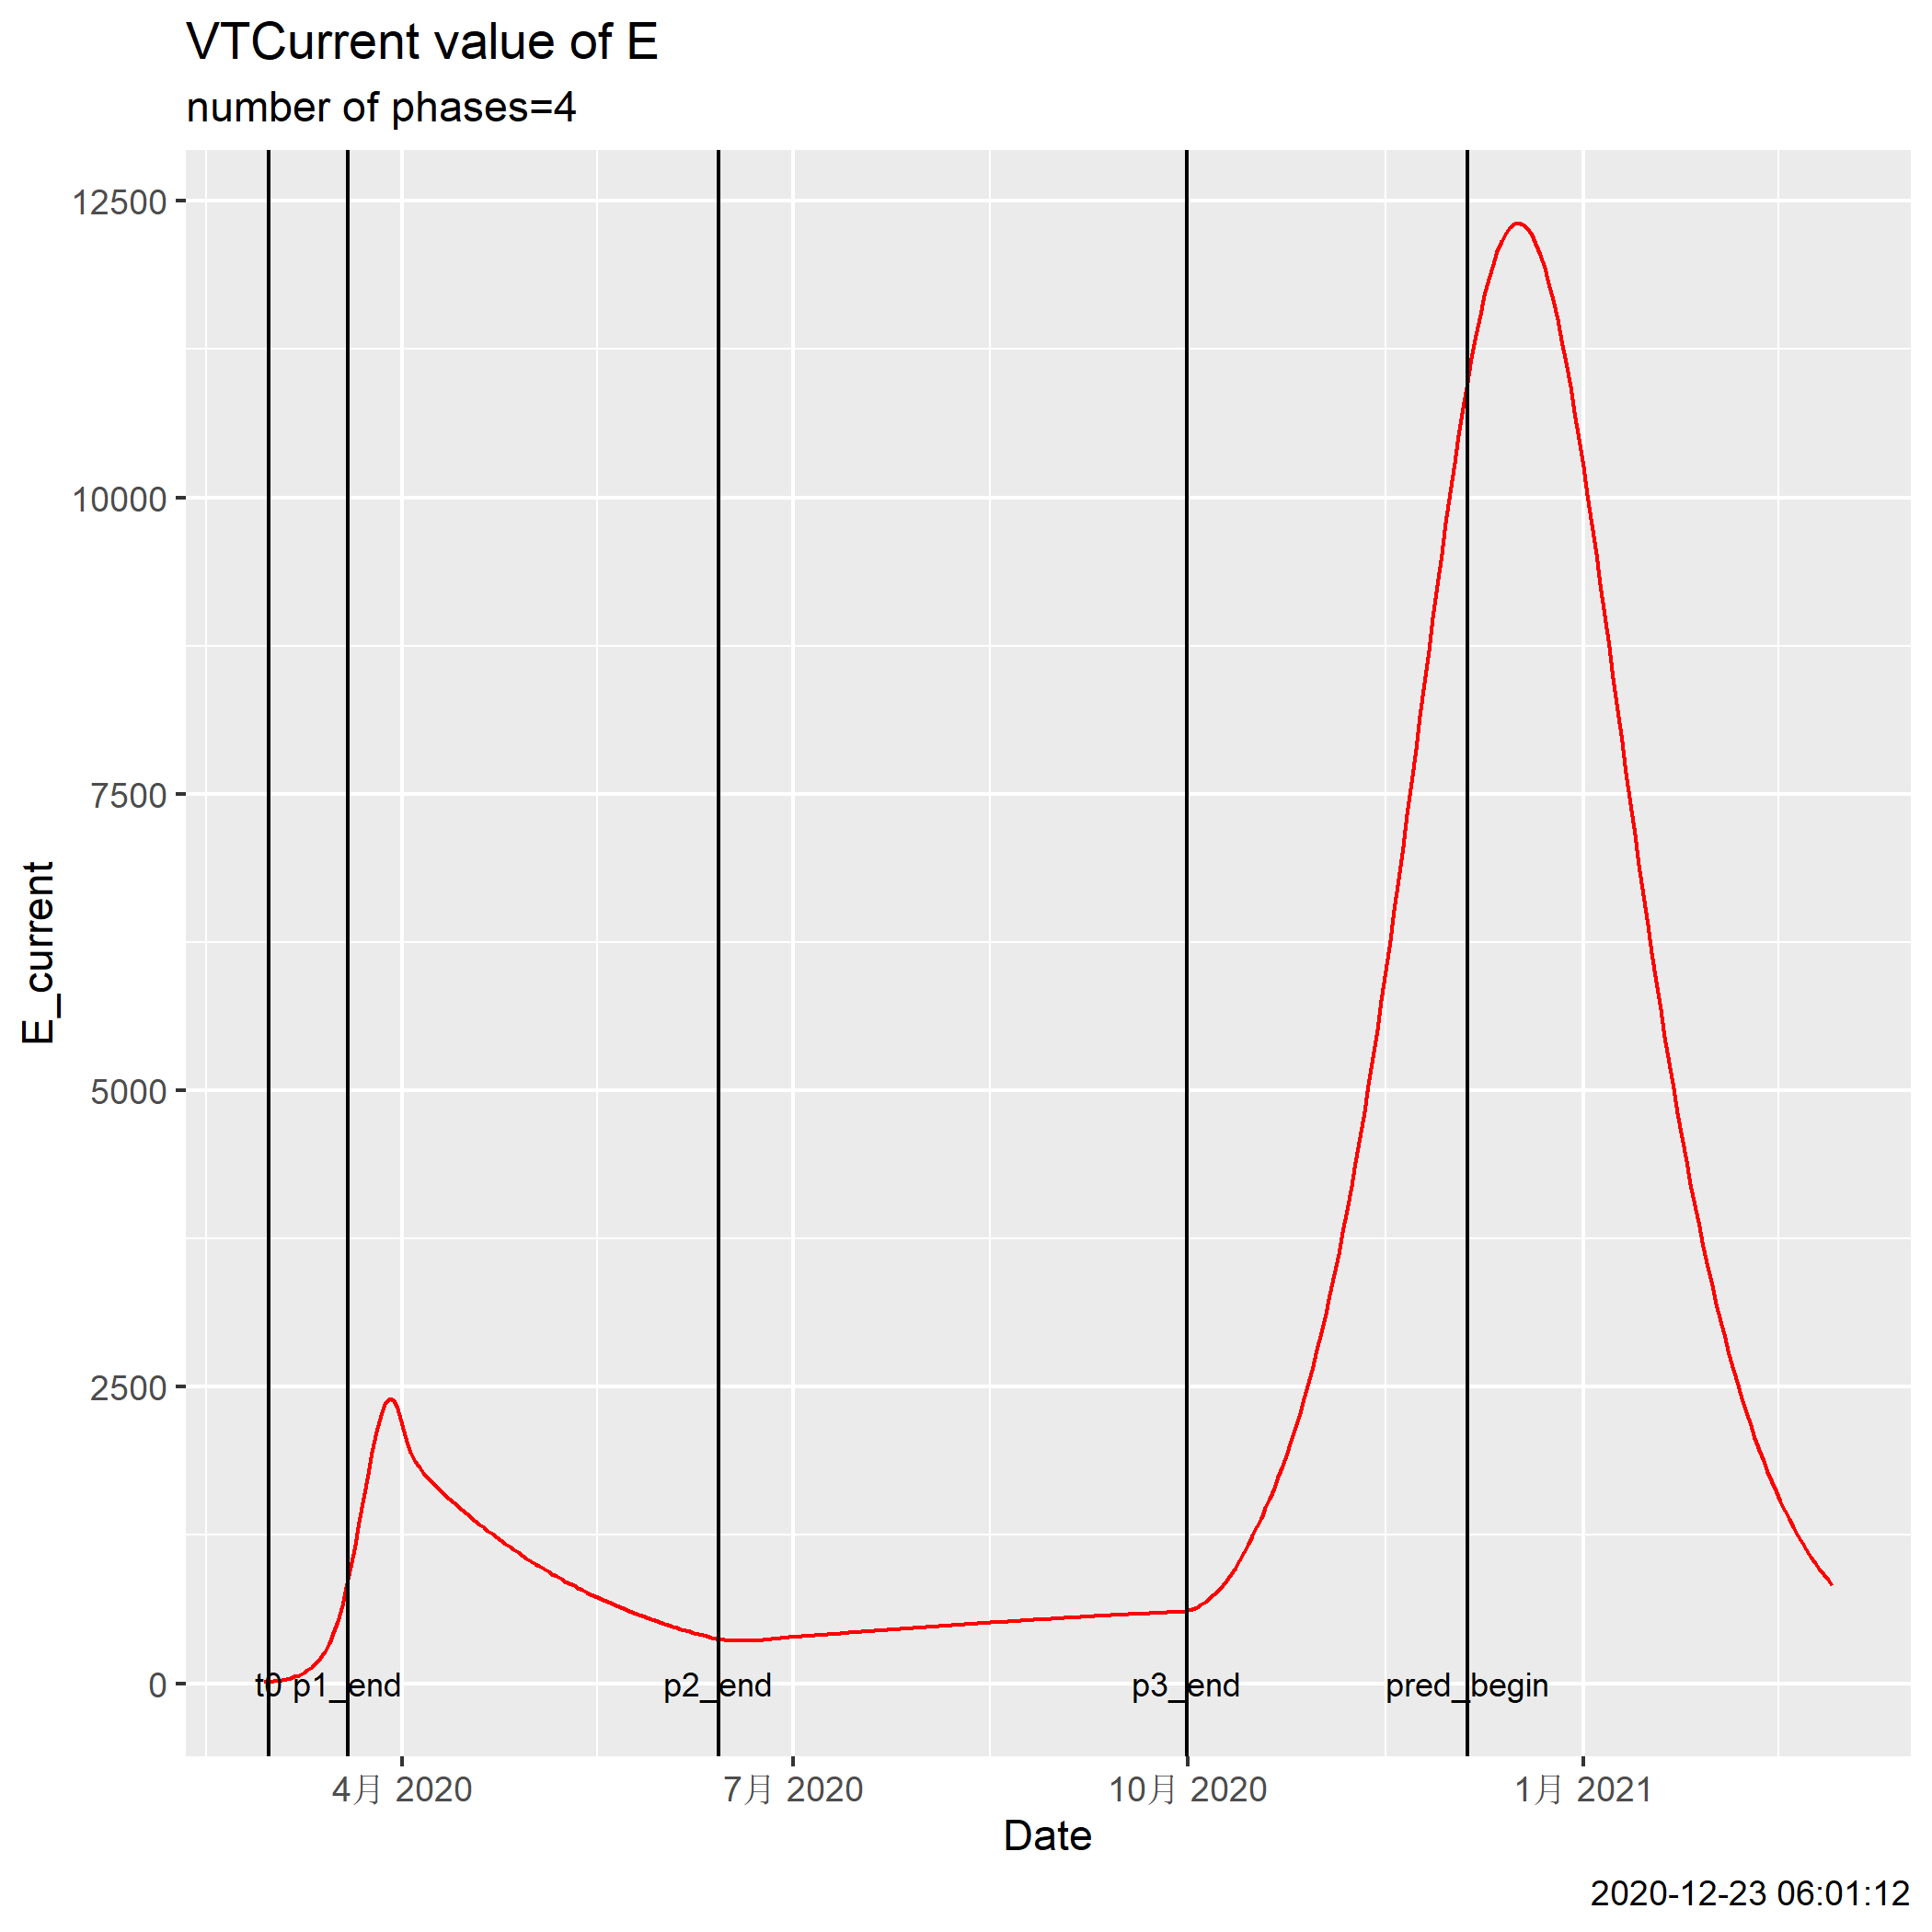 VTCurrent value of E
number of phases=4
12500
10000
7500
5000
2500
0
E_current
t0 p1_end p2_end p3_end pred_begin
4月 2020 7月 2020 10月 2020 1月 2021
Date
2020-12-23 06:01:12